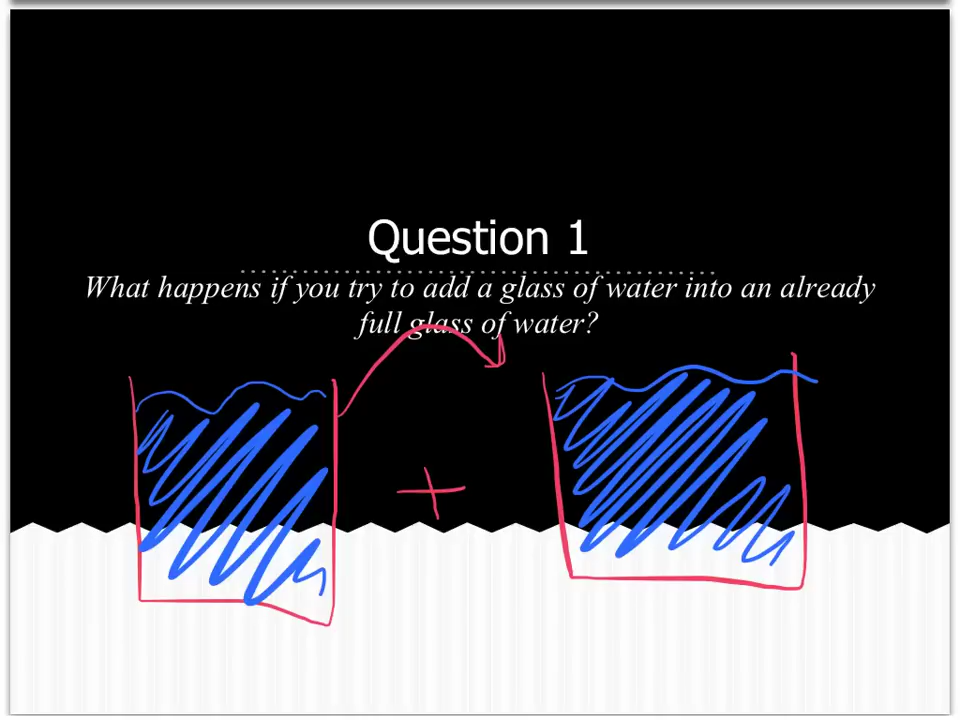 Question 1
What happens if you try to add a glass of water into an already
full glass of water?
+